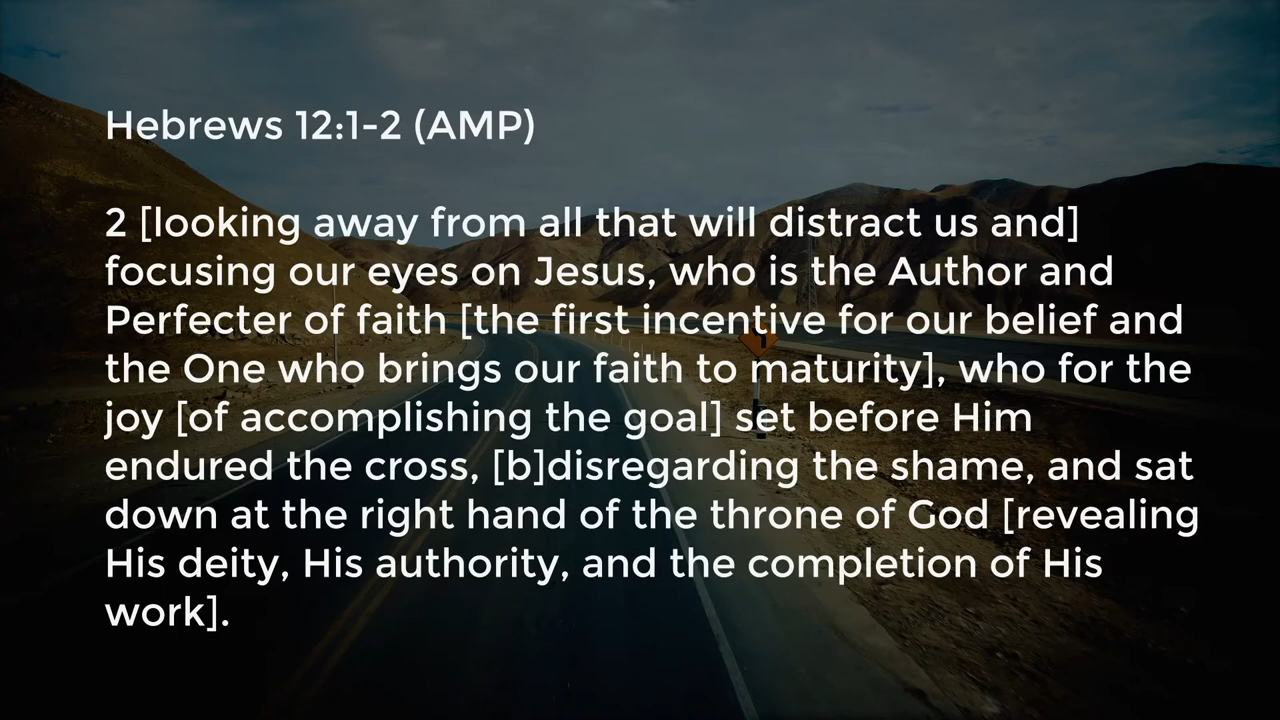 Hebrews 12:1-2 (AMP)
2 [looking away from all that will distract us and]
focusing our eyes on Jesus, who is the Author and
Perfecter of faith [the first incentive for our belief and
the One who brings our faith to maturity], who for the
joy [of accomplishing the goal] set before Him
endured the cross, [b]disregarding the shame, and sat
down at the right hand of the throne of God [revealing
His deity, His authority, and the completion of His
work].